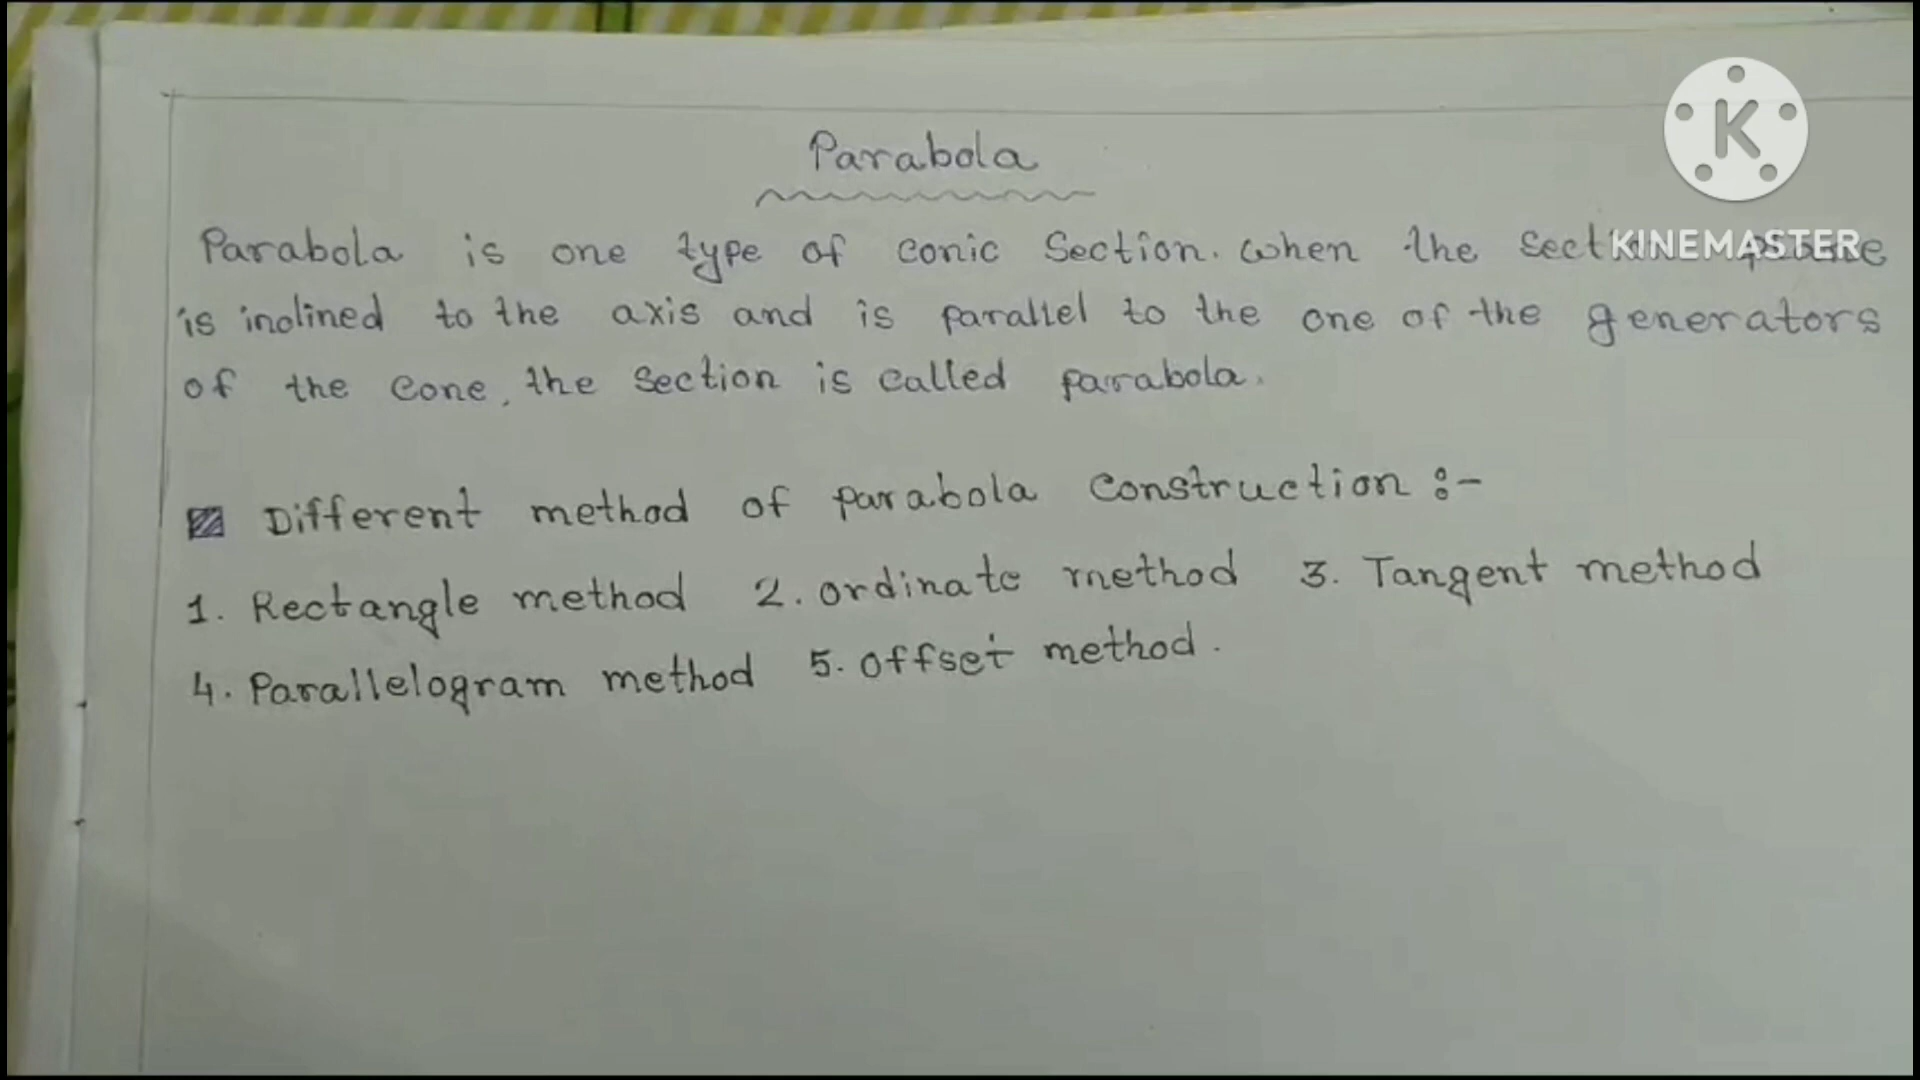 Parabola
Parabola is one type of conic Section. when the
KINEMASTER
is inclined to the axis and is parallel to the one of the generators
of the cone, the section is called parabola.
Different method of parabola construction :-
1. Rectangle method 2. ordinate method 3. Tangent method
4. Parallelogram method 5. offset method.